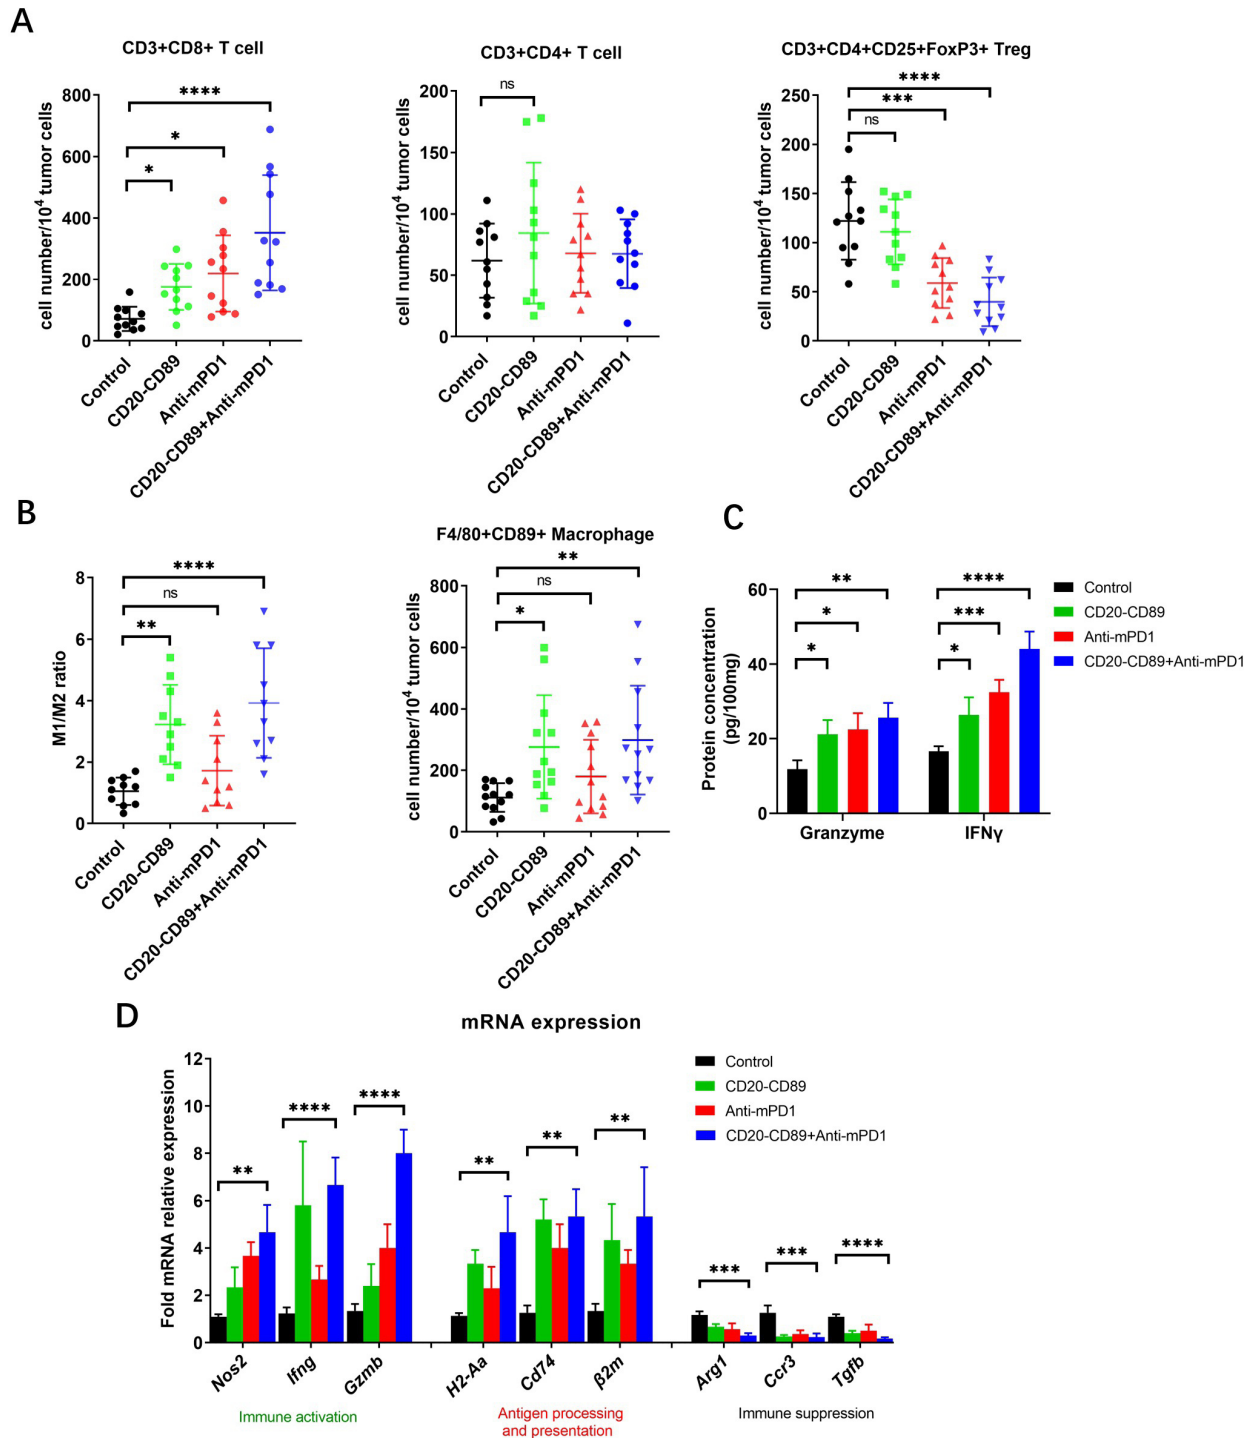 A
CD3+CD8+ T cell
cell number/10⁴ tumor cells
800
600
400
200
0
****
*
*
Control
CD20-CD89
Anti-mPD1
CD20-CD89+Anti-mPD1
CD3+CD4+ T cell
cell number/10⁴ tumor cells
200
150
100
50
0
ns
Control
CD20-CD89
Anti-mPD1
CD20-CD89+Anti-mPD1
CD3+CD4+CD25+FoxP3+ Treg
cell number/10⁴ tumor cells
250
200
150
100
50
0
****
***
ns
Control
CD20-CD89
Anti-mPD1
CD20-CD89+Anti-mPD1
B
M1/M2 ratio
8
6
4
2
0
****
ns
**
Control
CD20-CD89
Anti-mPD1
CD20-CD89+Anti-mPD1
F4/80+CD89+ Macrophage
cell number/10⁴ tumor cells
800
600
400
200
0
**
ns
*
Control
CD20-CD89
Anti-mPD1
CD20-CD89+Anti-mPD1
C
Protein concentration
(pg/100mg)
60
40
20
0
**
*
*
****
***
*
Granzyme
IFNγ
Control
CD20-CD89
Anti-mPD1
CD20-CD89+Anti-mPD1
D
mRNA expression
Fold mRNA relative expression
12
10
8
6
4
2
0
**
****
****
**
**
**
***
***
****
Nos2
Ifng
Gzmb
H2-Aa
Cd74
β2m
Arg1
Ccr3
Tgfb
Immune activation
Antigen processing
and presentation
Immune suppression
Control
CD20-CD89
Anti-mPD1
CD20-CD89+Anti-mPD1